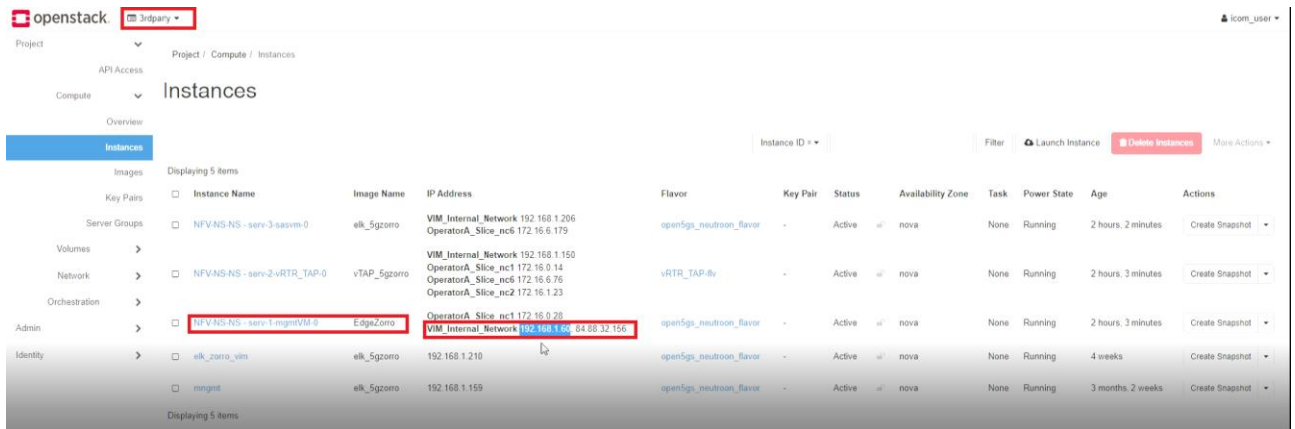 openstack. 3rdpary icom_user
Project
Project / Compute / Instances
API Access
Compute
Instances
Overview
Instances
Instance ID = Filter Launch Instance Delete Instances More Actions
Images
Displaying 5 items
Key Pairs
Instance Name Image Name IP Address Flavor Key Pair Status Availability Zone Task Power State Age Actions
Server Groups
VIM_Internal_Network 192.168.1.206
NFV-NS-NS - serv-3-sasvm-0 elk_5gzorro open5gs_neutroon_flavor - Active nova None Running 2 hours, 2 minutes Create Snapshot
OperatorA_Slice_nc6 172.16.6.179
Volumes
VIM_Internal_Network 192.168.1.150
Network
NFV-NS-NS - serv-2-vRTR_TAP-0 vTAP_5gzorro OperatorA_Slice_nc1 172.16.0.14 vRTR_TAP-flv - Active nova None Running 2 hours, 3 minutes Create Snapshot
OperatorA_Slice_nc6 172.16.6.76
OperatorA_Slice_nc2 172.16.1.23
Orchestration
OperatorA_Slice_nc1 172.16.0.28
Admin
NFV-NS-NS - serv-1-mgmtVM-0 EdgeZorro VIM_Internal_Network 192.168.1.60, 84.88.32.156 open5gs_neutroon_flavor - Active nova None Running 2 hours, 3 minutes Create Snapshot
Identity
elk_zorro_vim elk_5gzorro 192.168.1.210 open5gs_neutroon_flavor - Active nova None Running 4 weeks Create Snapshot
mngmt elk_5gzorro 192.168.1.159 open5gs_neutroon_flavor - Active nova None Running 3 months, 2 weeks Create Snapshot
Displaying 5 items